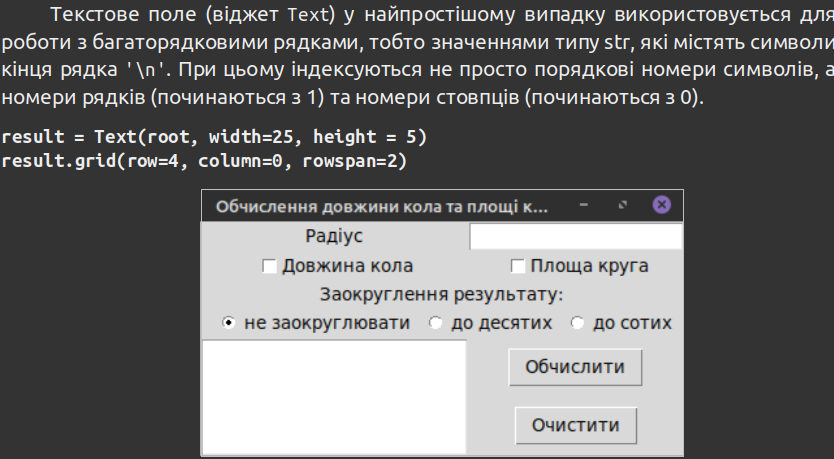 Текстове поле (віджет Text) у найпростішому випадку використовується для
роботи з багаторядковими рядками, тобто значеннями типу str, які містять символи
кінця рядка '\n'. При цьому індексуються не просто порядкові номери символів, а
номери рядків (починаються з 1) та номери стовпців (починаються з 0).
result = Text(root, width=25, height = 5)
result.grid(row=4, column=0, rowspan=2)
Обчислення довжини кола та площі к...
Радіус
Довжина кола Площа круга
Заокруглення результату:
не заокруглювати до десятих до сотих
Обчислити
Очистити